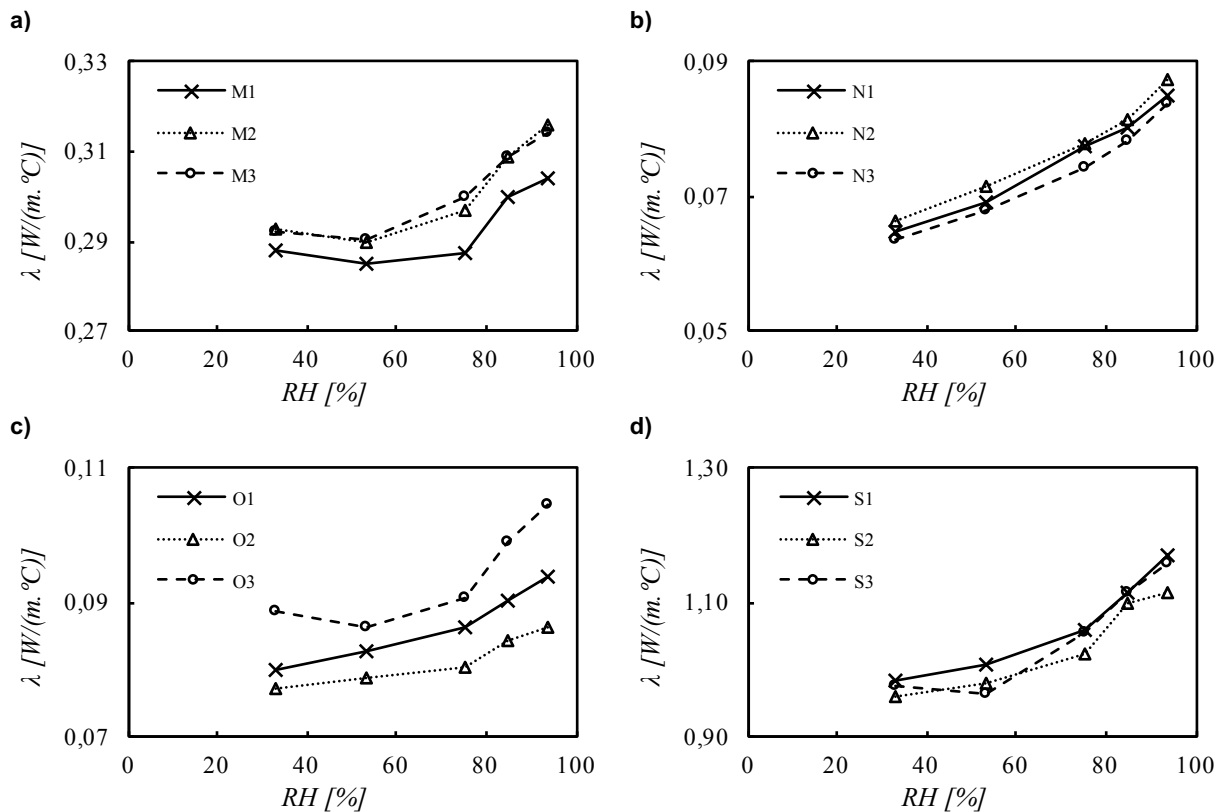 a)
0,33
0,31
0,29
0,27
λ [W/(m. ºC)]
M1
M2
M3
0 20 40 60 80 100
RH [%]
b)
0,09
0,07
0,05
λ [W/(m. ºC)]
N1
N2
N3
0 20 40 60 80 100
RH [%]
c)
0,11
0,09
0,07
λ [W/(m. ºC)]
O1
O2
O3
0 20 40 60 80 100
RH [%]
d)
1,30
1,10
0,90
λ [W/(m. ºC)]
S1
S2
S3
0 20 40 60 80 100
RH [%]